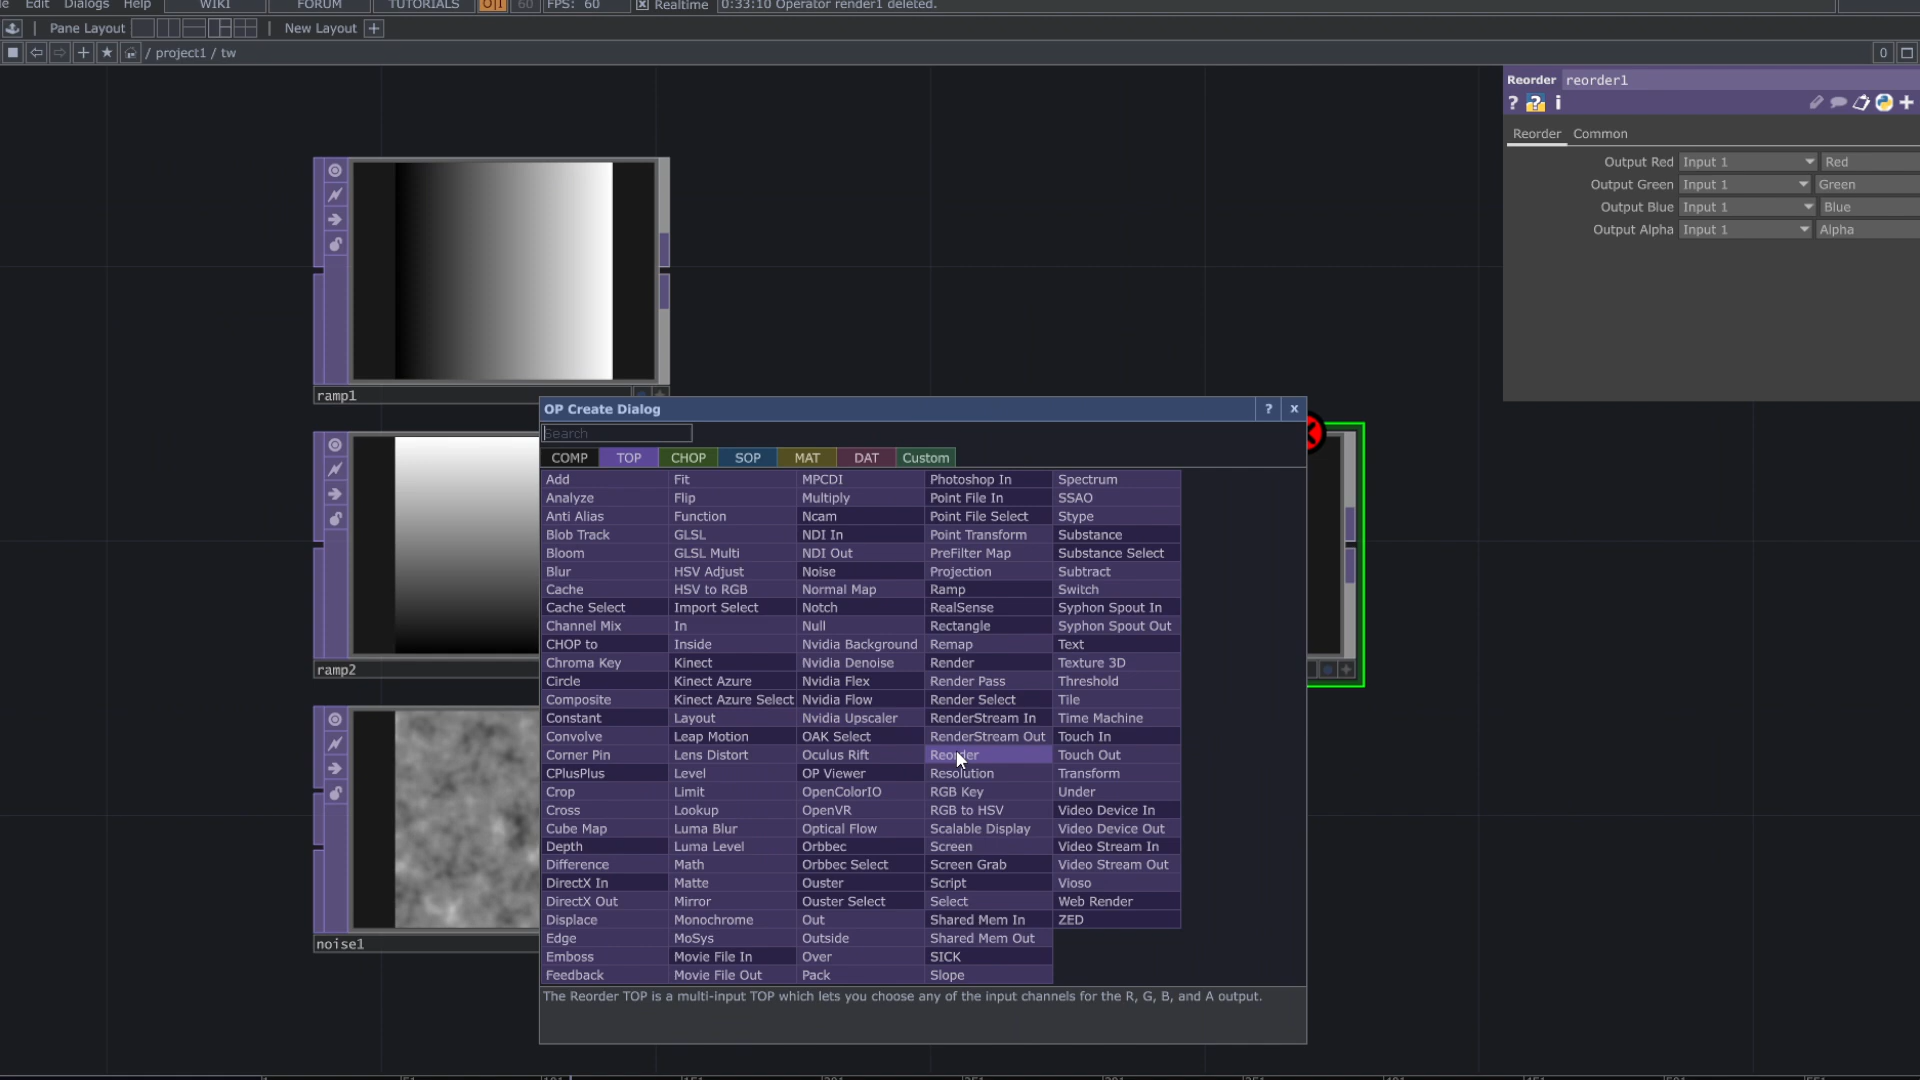 Edit Dialogs Help WIKI FORUM TUTORIALS O|I 60 FPS: 60 Realtime 0:33:10 Operator render1 deleted.
Pane Layout New Layout +
/ project1 / tw 0
Reorder reorder1
? ? i
Reorder Common
Output Red Input 1 Red
Output Green Input 1 Green
Output Blue Input 1 Blue
Output Alpha Input 1 Alpha
ramp1
ramp2
noise1
OP Create Dialog ? x
Search
COMP TOP CHOP SOP MAT DAT Custom
Add Fit MPCDI Photoshop In Spectrum
Analyze Flip Multiply Point File In SSAO
Anti Alias Function Ncam Point File Select Stype
Blob Track GLSL NDI In Point Transform Substance
Bloom GLSL Multi NDI Out PreFilter Map Substance Select
Blur HSV Adjust Noise Projection Subtract
Cache HSV to RGB Normal Map Ramp Switch
Cache Select Import Select Notch RealSense Syphon Spout In
Channel Mix In Null Rectangle Syphon Spout Out
CHOP to Inside Nvidia Background Remap Text
Chroma Key Kinect Nvidia Denoise Render Texture 3D
Circle Kinect Azure Nvidia Flex Render Pass Threshold
Composite Kinect Azure Select Nvidia Flow Render Select Tile
Constant Layout Nvidia Upscaler RenderStream In Time Machine
Convolve Leap Motion OAK Select RenderStream Out Touch In
Corner Pin Lens Distort Oculus Rift Reorder Touch Out
CPlusPlus Level OP Viewer Resolution Transform
Crop Limit OpenColorIO RGB Key Under
Cross Lookup OpenVR RGB to HSV Video Device In
Cube Map Luma Blur Optical Flow Scalable Display Video Device Out
Depth Luma Level Orbbec Screen Video Stream In
Difference Math Orbbec Select Screen Grab Video Stream Out
DirectX In Matte Ouster Script Vioso
DirectX Out Mirror Ouster Select Select Web Render
Displace Monochrome Out Shared Mem In ZED
Edge MoSys Outside Shared Mem Out
Emboss Movie File In Over SICK
Feedback Movie File Out Pack Slope
The Reorder TOP is a multi-input TOP which lets you choose any of the input channels for the R, G, B, and A output.